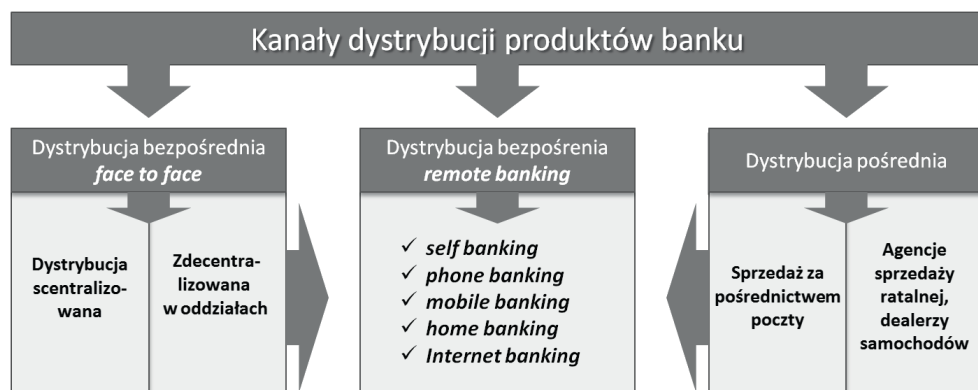 Kanały dystrybucji produktów banku
Dystrybucja bezpośrednia
face to face
Dystrybucja
scentralizo-
wana
Zdecentra-
lizowana
w oddziałach
Dystrybucja bezpośrenia
remote banking
✓ self banking
✓ phone banking
✓ mobile banking
✓ home banking
✓ Internet banking
Dystrybucja pośrednia
Sprzedaż za
pośrednictwem
poczty
Agencje
sprzedaży
ratalnej,
dealerzy
samochodów